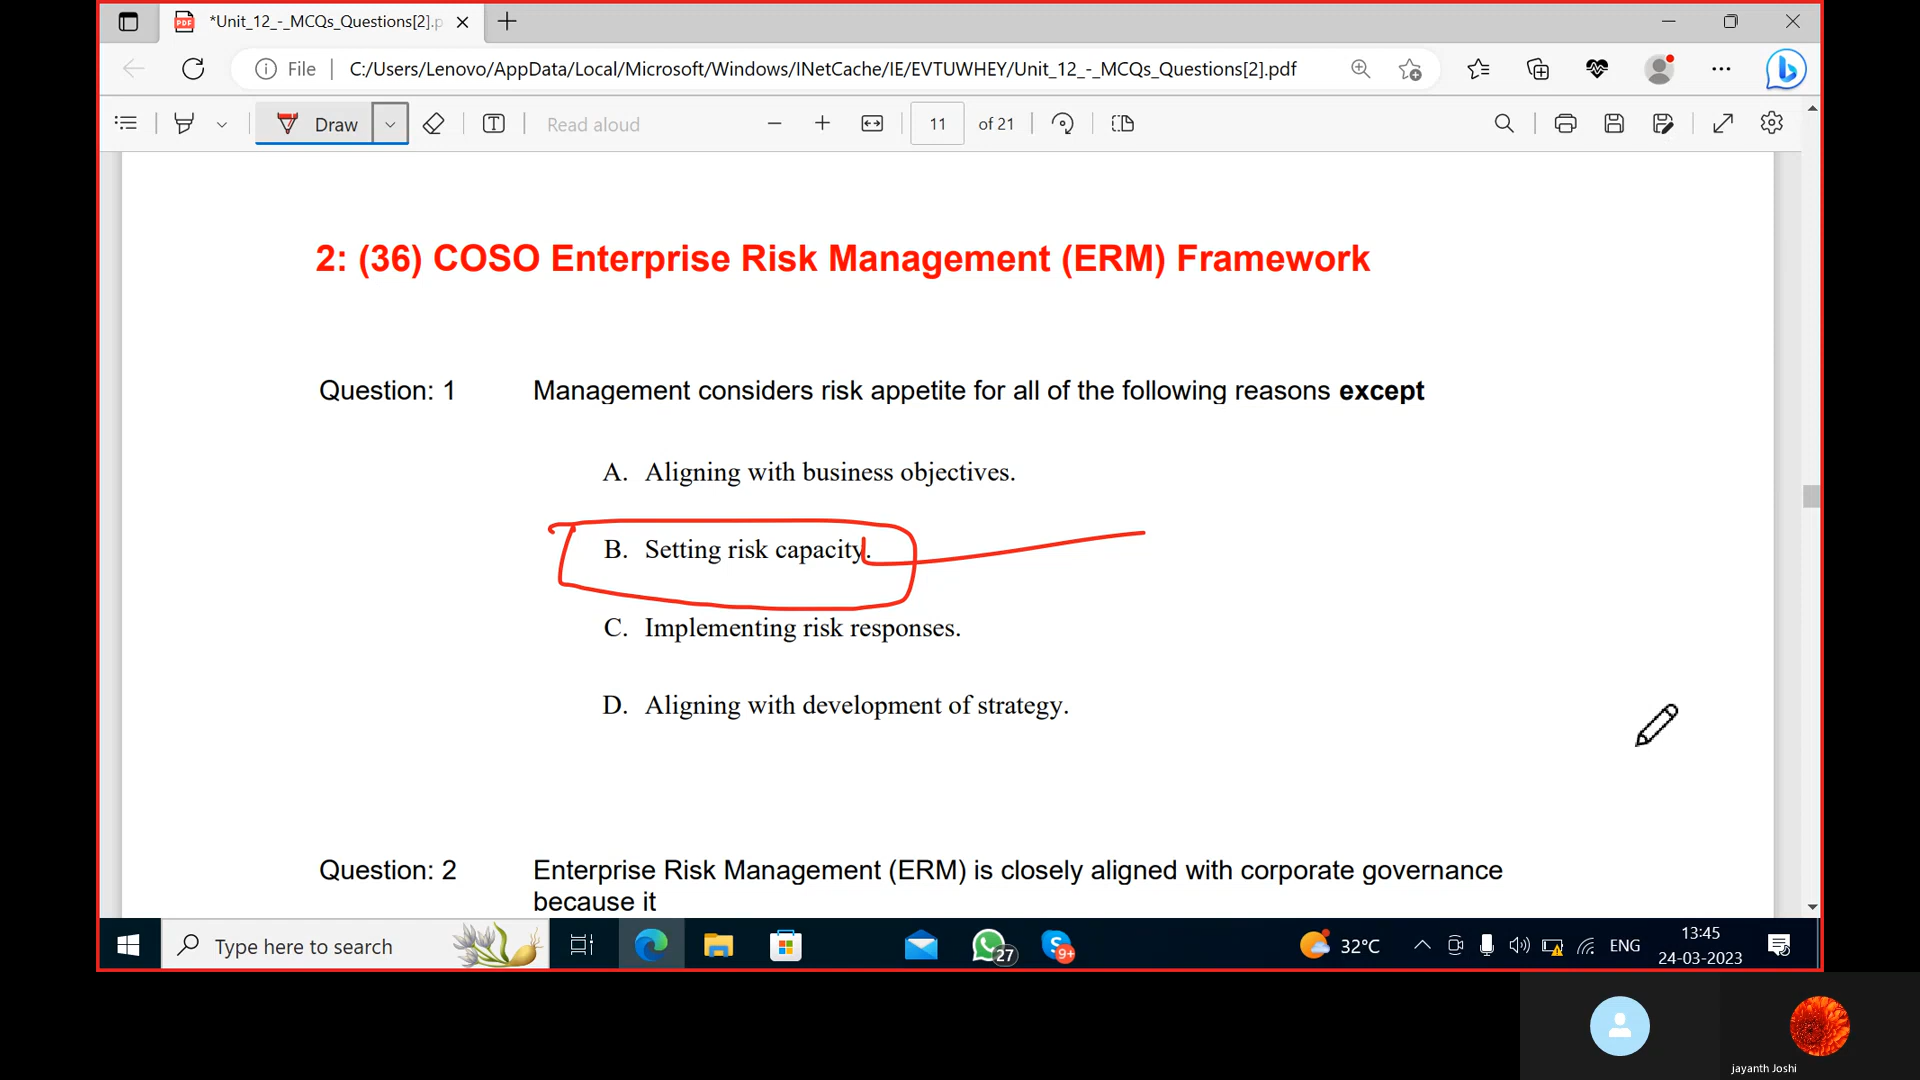 *Unit_12_-_MCQs_Questions[2].p
File
C:/Users/Lenovo/AppData/Local/Microsoft/Windows/INetCache/IE/EVTUWHEY/Unit_12_-_MCQs_Questions[2].pdf
Draw
Read aloud
11 of 21
2: (36) COSO Enterprise Risk Management (ERM) Framework
Question: 1 Management considers risk appetite for all of the following reasons except
A. Aligning with business objectives.
B. Setting risk capacity.
C. Implementing risk responses.
D. Aligning with development of strategy.
Question: 2 Enterprise Risk Management (ERM) is closely aligned with corporate governance
because it
Type here to search
27
9+
32°C
ENG
13:45
24-03-2023
jayanth Joshi